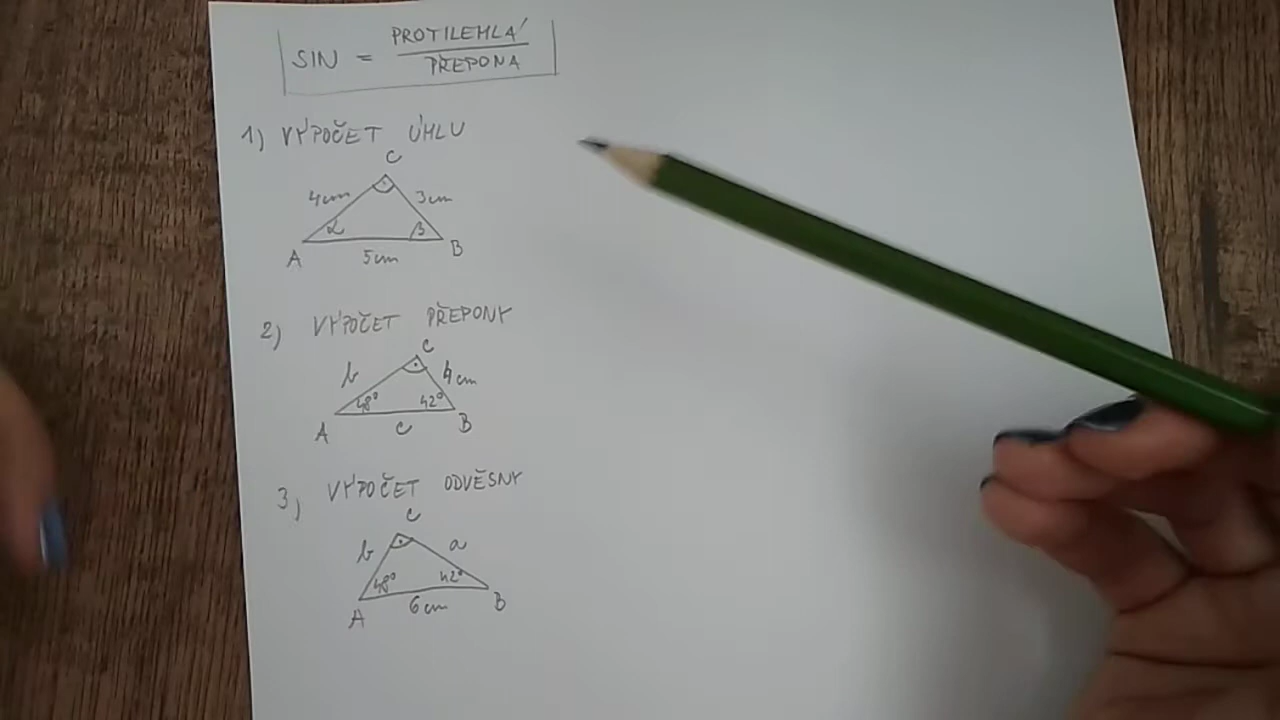 SIN = PROTILEHLÁ
PŘEPONA
1) VÝPOČET ÚHLU
C
4cm 3cm
α β
A 5cm B
2) VÝPOČET PŘEPONY
C
b 4cm
48° 42°
A c B
3) VÝPOČET ODVĚSNY
C
b a
48° 42°
A 6cm B